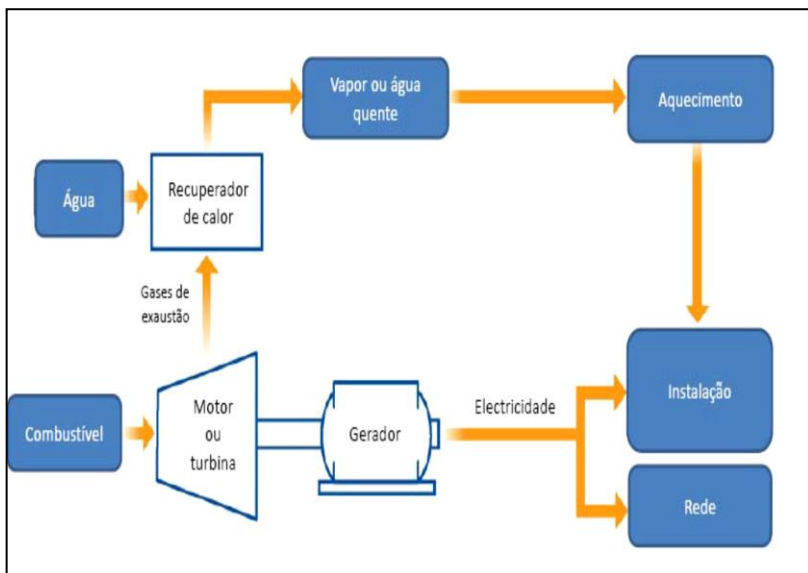 Vapor ou água
quente
Aquecimento
Água
Recuperador
de calor
Gases de
exaustão
Combustível
Motor
ou
turbina
Gerador
Electricidade
Instalação
Rede